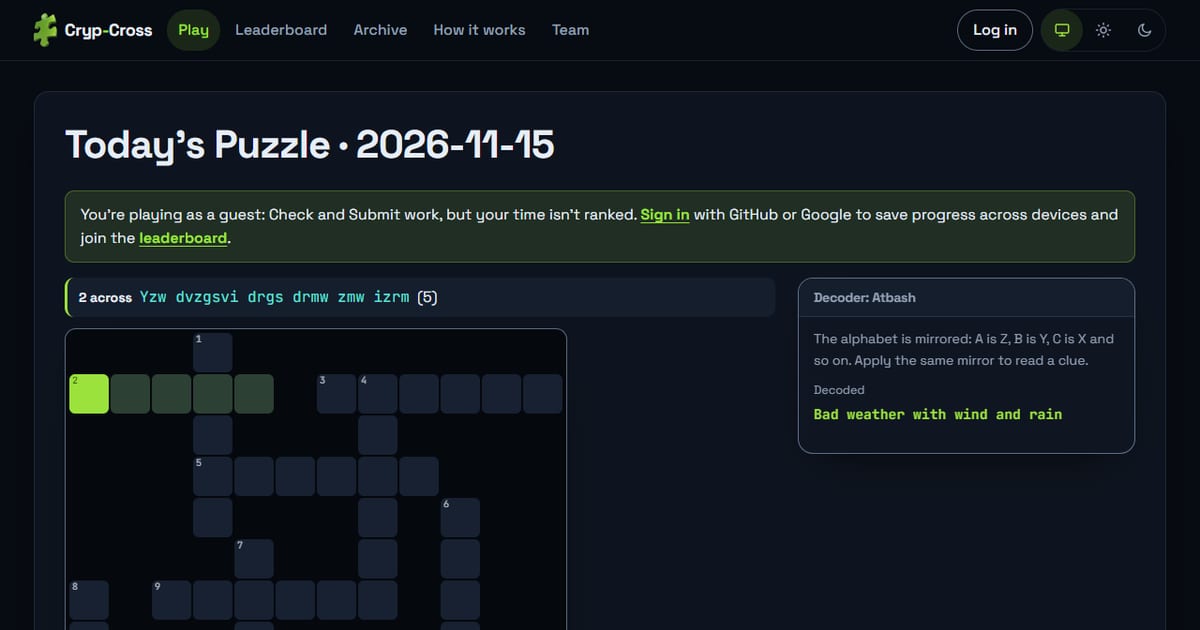 Cryp-Cross Play Leaderboard Archive How it works Team Log in
Today's Puzzle · 2026-11-15
You're playing as a guest: Check and Submit work, but your time isn't ranked. Sign in with GitHub or Google to save progress across devices and
join the leaderboard.
2 across Yzw dvzgsvi drgs drmw zmw izrm (5)
Decoder: Atbash
The alphabet is mirrored: A is Z, B is Y, C is X and
so on. Apply the same mirror to read a clue.
Decoded
Bad weather with wind and rain
1
2 3 4
5
6
7
8 9